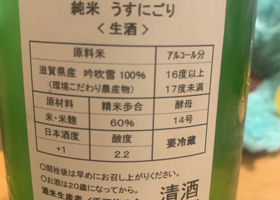 純米 うすにごり
<生酒>
原料米 アルコール分
滋賀県産 吟吹雪 100% 16度以上
(環境こだわり農産物) 17度未満
原材料 精米歩合 酵母
米・米麹 60% 14号
日本酒度 酸度 要冷蔵
+1 2.2
○開栓後は早めにお召し上がりください。
○お酒は20歳になってから。
酒米生産者 清酒